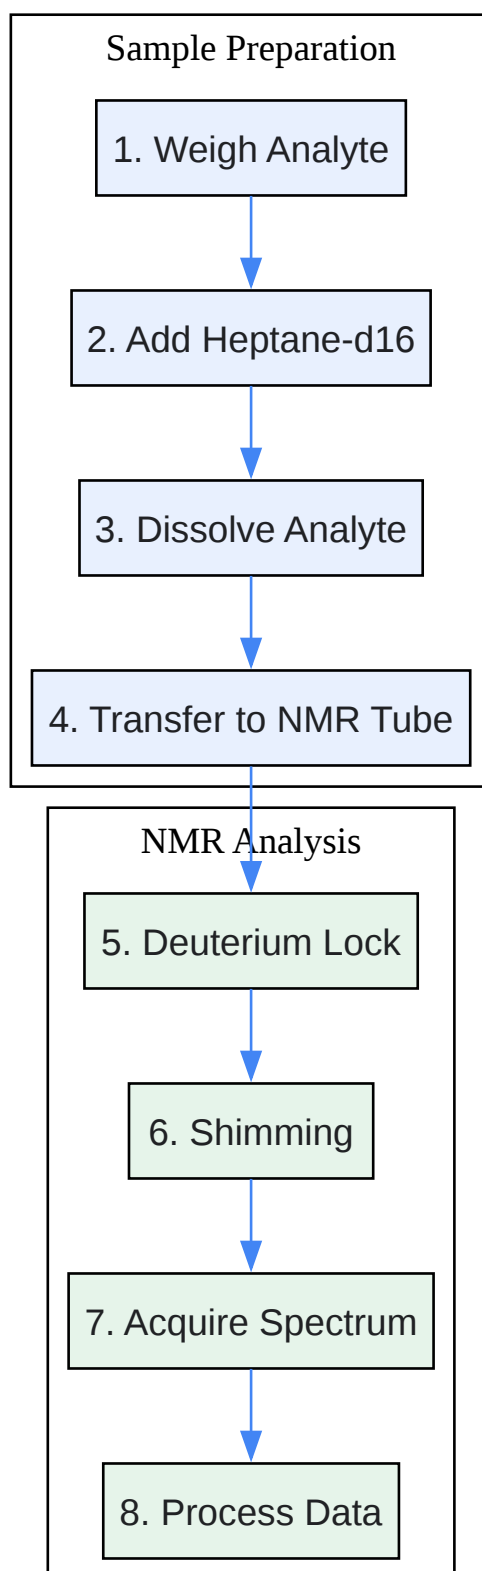 Sample Preparation
1. Weigh Analyte
2. Add Heptane-d16
3. Dissolve Analyte
4. Transfer to NMR Tube
NMR Analysis
5. Deuterium Lock
6. Shimming
7. Acquire Spectrum
8. Process Data